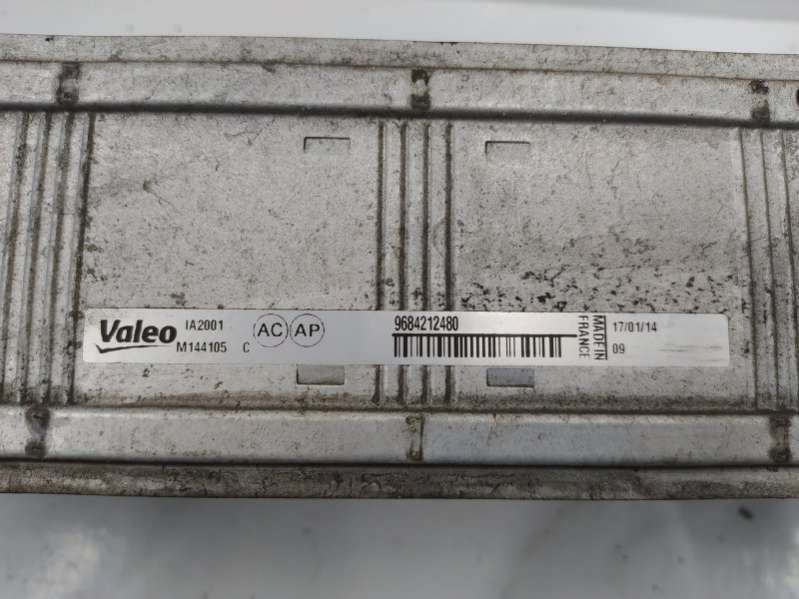 Valeo
IA2001
M144105 C
AC AP
9684212480
MADE IN
FRANCE
17/01/14
09